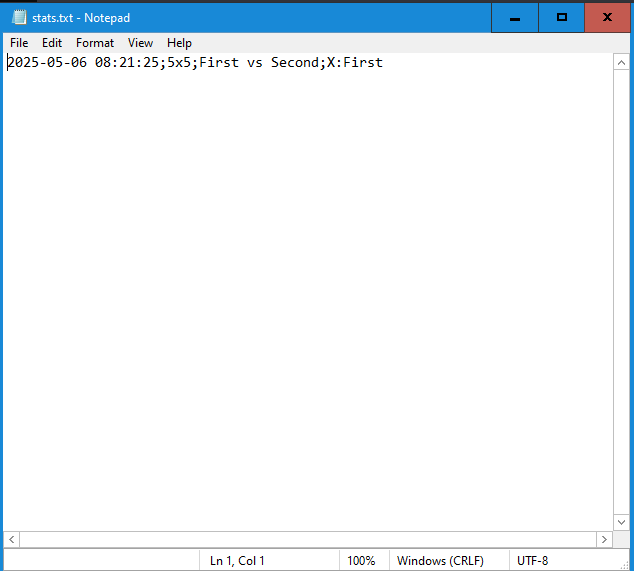 stats.txt - Notepad
File Edit Format View Help
2025-05-06 08:21:25;5x5;First vs Second;X:First
Ln 1, Col 1 100% Windows (CRLF) UTF-8